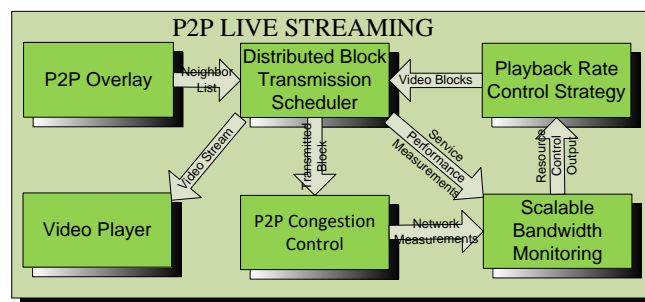 P2P LIVE STREAMING
P2P Overlay
Neighbor
List
Distributed Block
Transmission
Scheduler
Video Blocks
Playback Rate
Control Strategy
Video Stream
Transmitted
Block
Service
Performance
Measurements
Resource
Control
Output
Video Player
P2P Congestion
Control
Network
Measurements
Scalable
Bandwidth
Monitoring